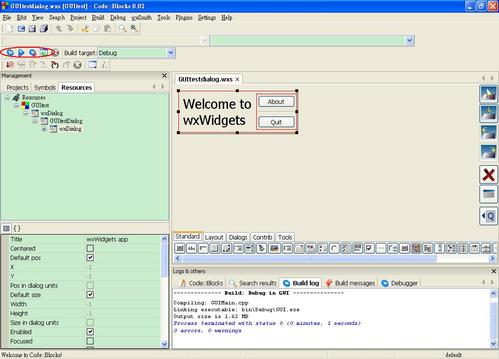 GUItestdialog.wxs [GUItest] - Code::Blocks 8.02
File Edit View Search Project Build Debug wxSmith Tools Plugins Settings Help
Build target: Debug
Management
Projects Symbols Resources
Resources
GUItest
wxDialog
GUItestDialog
wxDialog
GUItestdialog.wxs
Welcome to
wxWidgets
About
Quit
Standard Layout Dialogs Contrib Tools
{ }
Title wxWidgets app
Centered
Default pos
X -1
Y -1
Pos in dialog units
Default size
Width -1
Height -1
Size in dialog units
Enabled
Focused
Logs & others
Code::Blocks Search results Build log Build messages Debugger
-------------- Build: Debug in GUI ---------------
Compiling: GUIMain.cpp
Linking executable: bin\Debug\GUI.exe
Output size is 1.62 MB
Process terminated with status 0 (0 minutes, 1 seconds)
0 errors, 0 warnings
Welcome to Code::Blocks! default